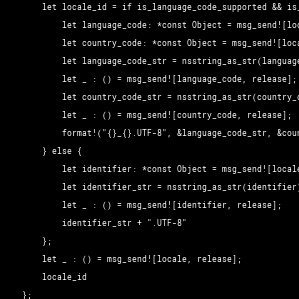 let locale_id = if is_language_code_supported && is_
let language_code: *const Object = msg_send![loc
let country_code: *const Object = msg_send![loca
let language_code_str = nsstring_as_str(language
let _ : () = msg_send![language_code, release];
let country_code_str = nsstring_as_str(country_c
let _ : () = msg_send![country_code, release];
format!("{}_{}.UTF-8", &language_code_str, &coun
} else {
let identifier: *const Object = msg_send![locale
let identifier_str = nsstring_as_str(identifier)
let _ : () = msg_send![identifier, release];
identifier_str + ".UTF-8"
};
let _ : () = msg_send![locale, release];
locale_id
};